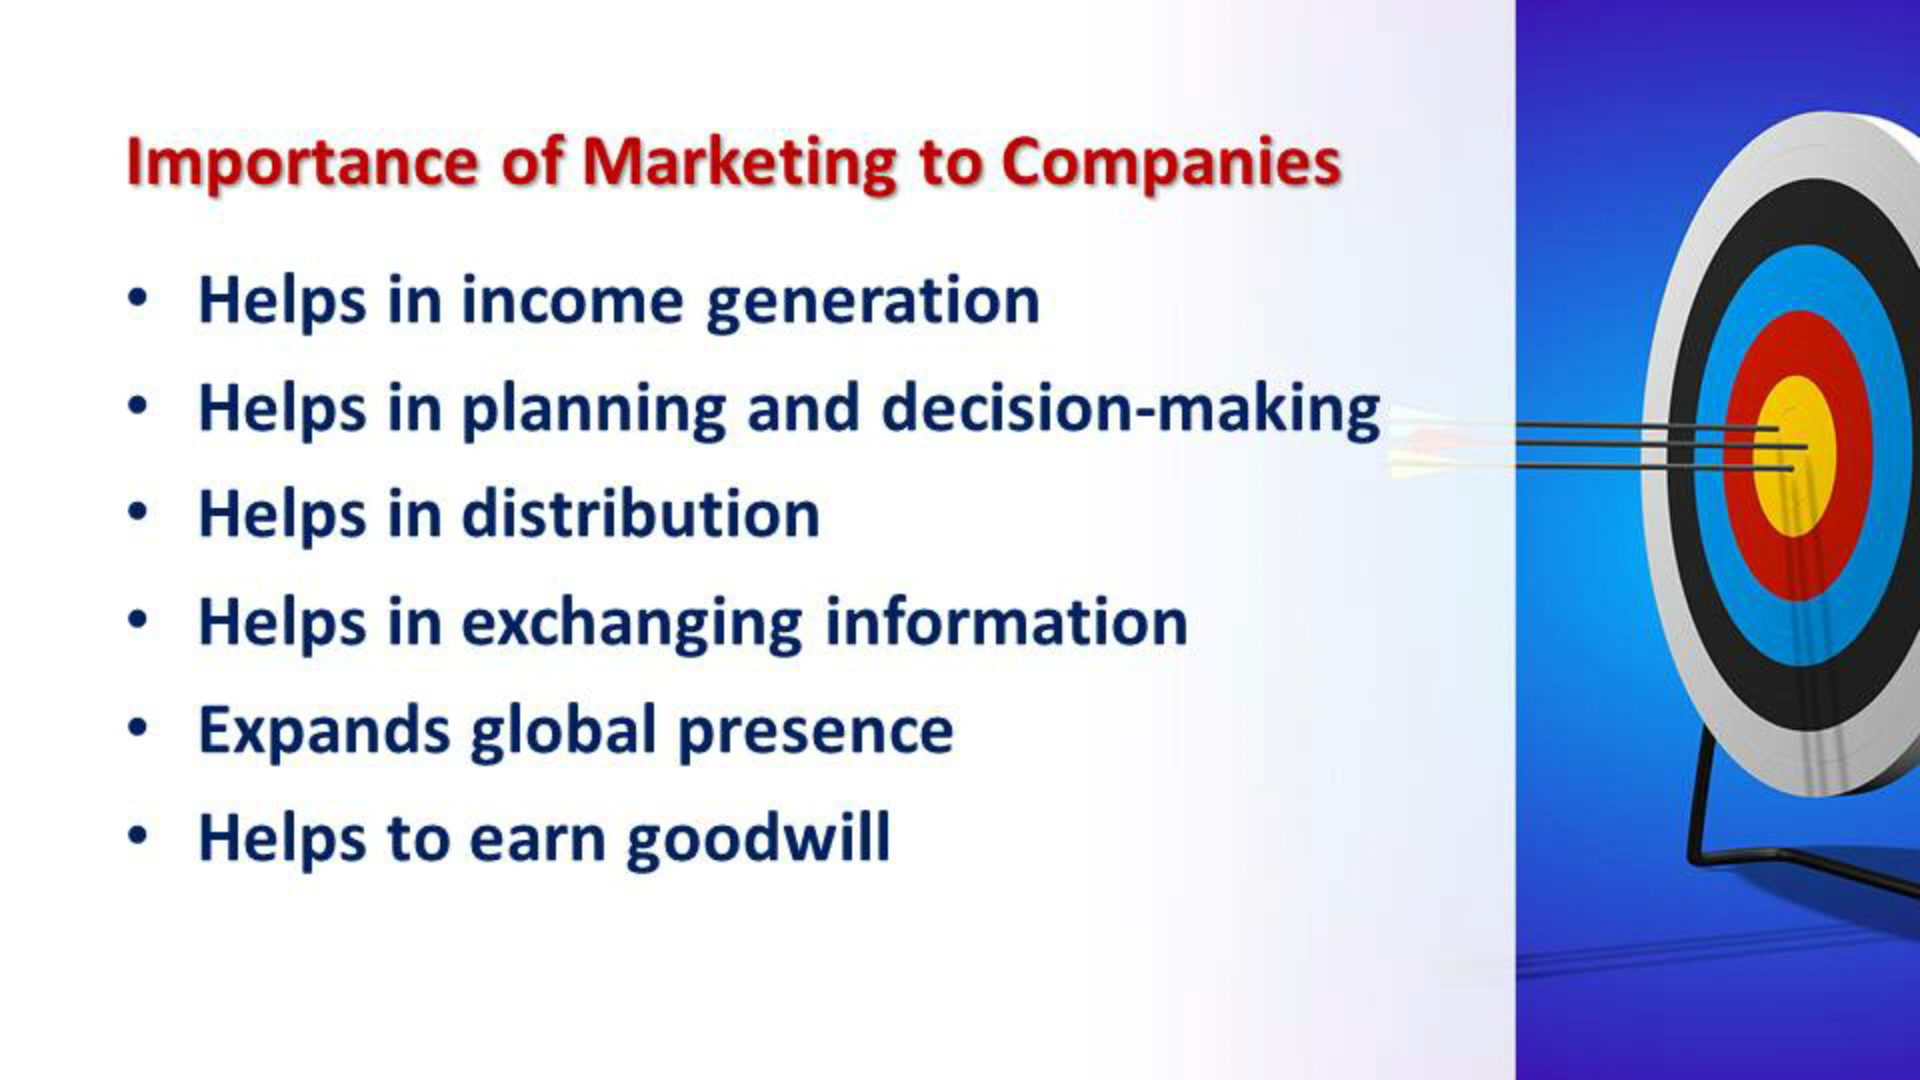 Importance of Marketing to Companies
• Helps in income generation
• Helps in planning and decision-making
• Helps in distribution
• Helps in exchanging information
• Expands global presence
• Helps to earn goodwill